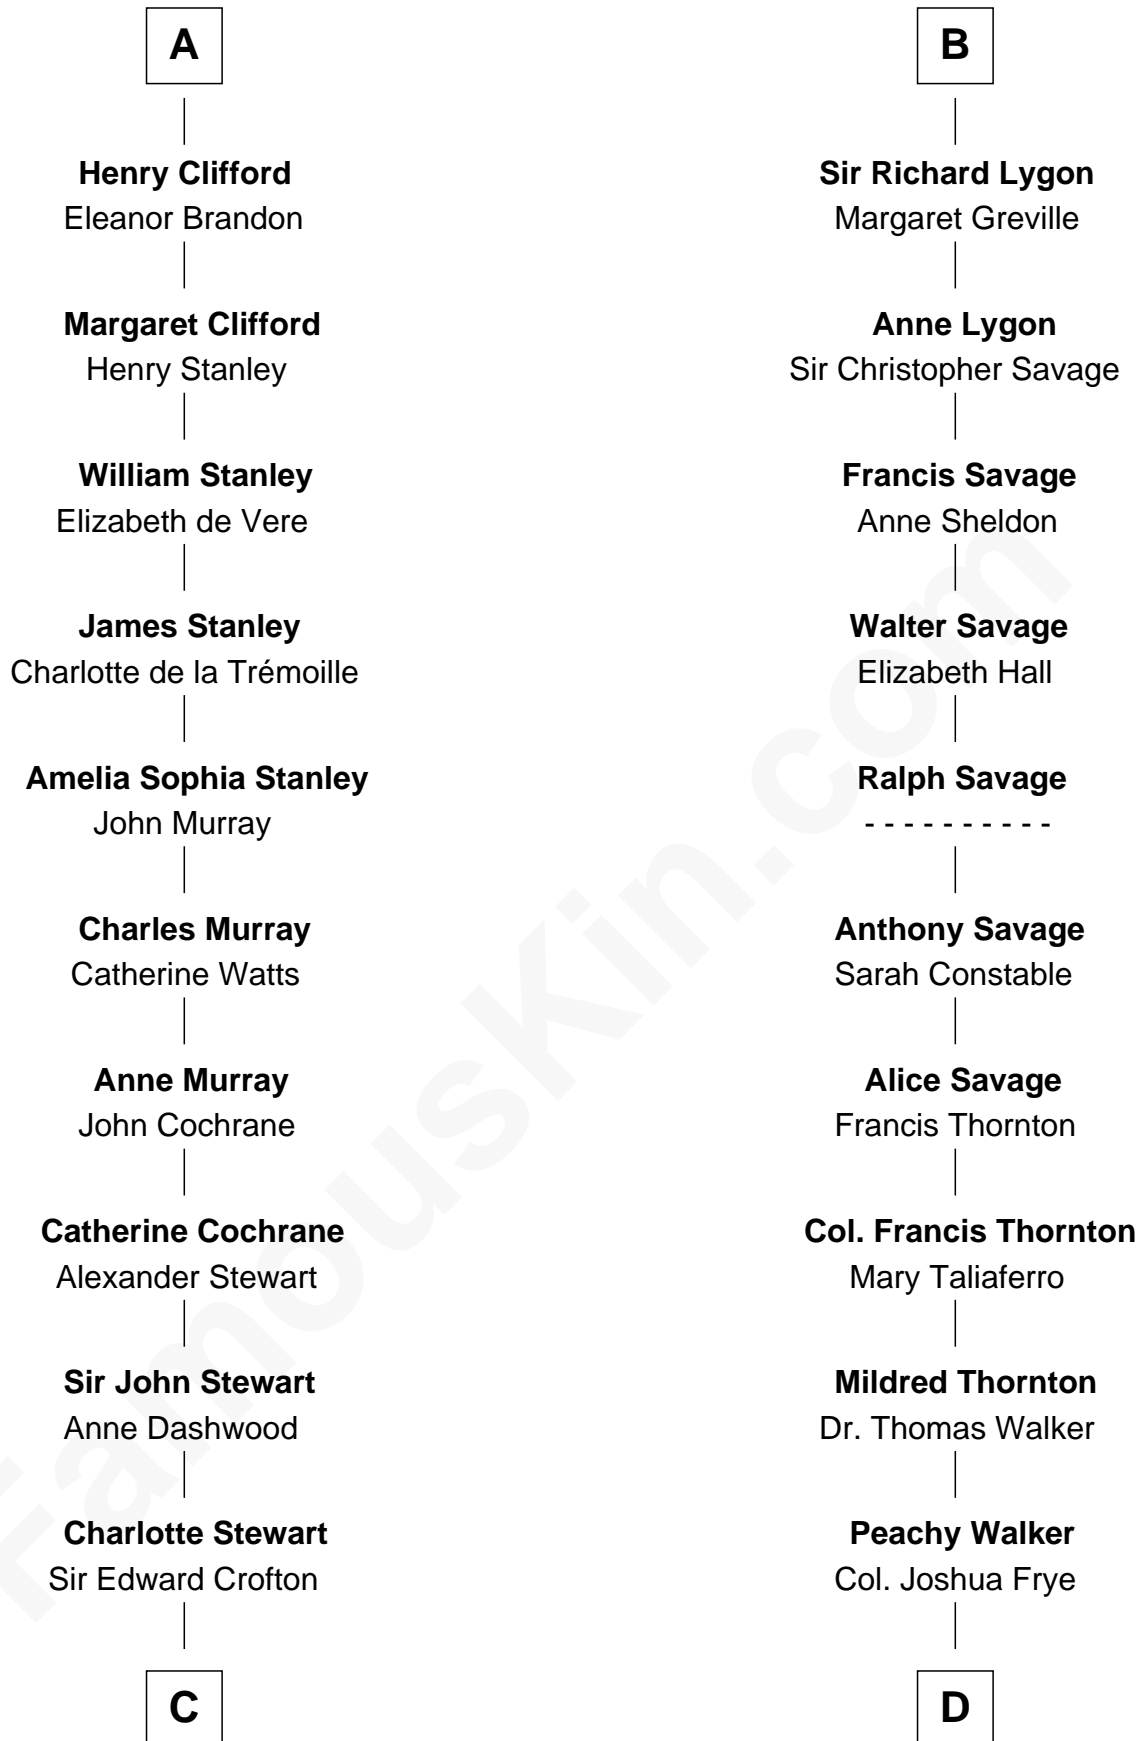 A
Henry Clifford
Eleanor Brandon
Margaret Clifford
Henry Stanley
William Stanley
Elizabeth de Vere
James Stanley
Charlotte de la Trémoille
Amelia Sophia Stanley
John Murray
Charles Murray
Catherine Watts
Anne Murray
John Cochrane
Catherine Cochrane
Alexander Stewart
Sir John Stewart
Anne Dashwood
Charlotte Stewart
Sir Edward Crofton
C
B
Sir Richard Lygon
Margaret Greville
Anne Lygon
Sir Christopher Savage
Francis Savage
Anne Sheldon
Walter Savage
Elizabeth Hall
Ralph Savage
- - - - - - - - - -
Anthony Savage
Sarah Constable
Alice Savage
Francis Thornton
Col. Francis Thornton
Mary Taliaferro
Mildred Thornton
Dr. Thomas Walker
Peachy Walker
Col. Joshua Frye
D
FamousKin.com